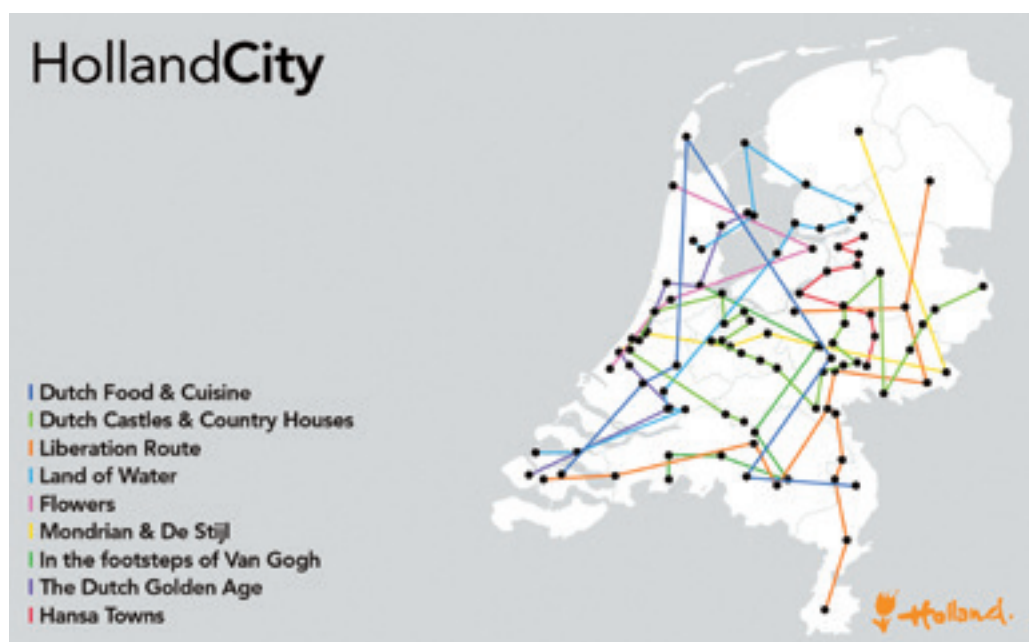 HollandCity
Dutch Food & Cuisine
Dutch Castles & Country Houses
Liberation Route
Land of Water
Flowers
Mondrian & De Stijl
In the footsteps of Van Gogh
The Dutch Golden Age
Hansa Towns
Holland.